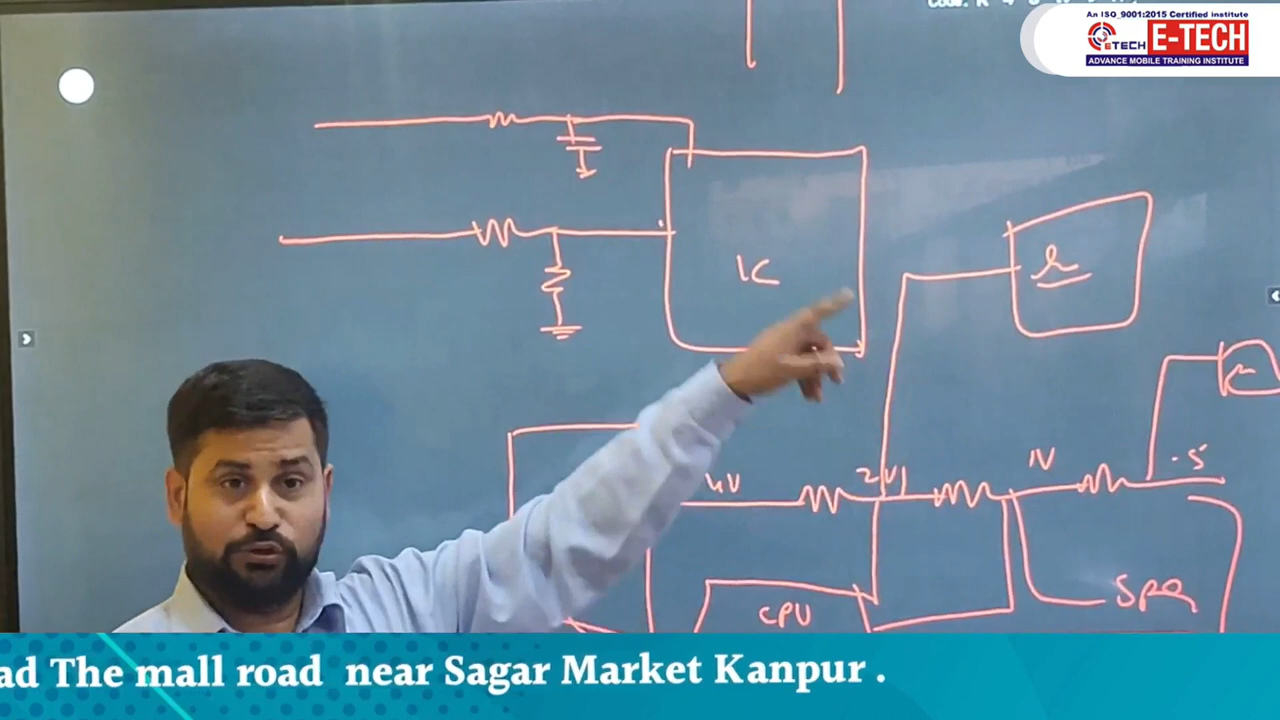 An ISO 9001:2015 Certified institute
ETECH E-TECH
ADVANCE MOBILE TRAINING INSTITUTE
IC
4V
2V
1V
.5
CPU
ad The mall road near Sagar Market Kanpur .